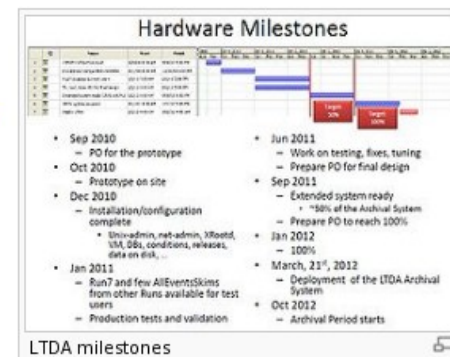 Hardware Milestones
Target
50%
Target
100%
• Sep 2010
– PO for the prototype
• Oct 2010
– Prototype on site
• Dec 2010
– Installation/configuration
complete
• Unix-admin, net-admin, XRootd,
VM, DBs, conditions, releases,
data on disk, ...
• Jan 2011
– Run7 and few AllEventsSkims
from other Runs available for test
users
– Production tests and validation
• Jun 2011
– Work on testing, fixes, tuning
– Prepare PO for final design
• Sep 2011
– Extended system ready
• ~50% of the Archival System
– Prepare PO to reach 100%
• Jan 2012
– 100%
• March, 21st, 2012
– Deployment of the LTDA Archival
System
• Oct 2012
– Archival Period starts
LTDA milestones